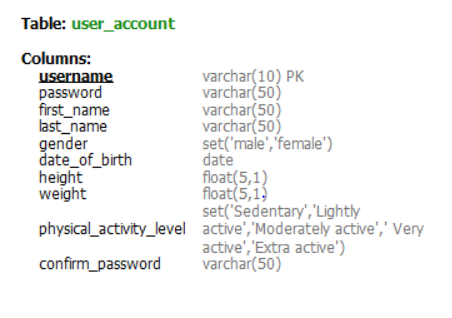 Table: user_account
Columns:
username varchar(10) PK
password varchar(50)
first_name varchar(50)
last_name varchar(50)
gender set('male','female')
date_of_birth date
height float(5,1)
weight float(5,1)
set('Sedentary','Lightly
physical_activity_level active','Moderately active',' Very
active','Extra active')
confirm_password varchar(50)